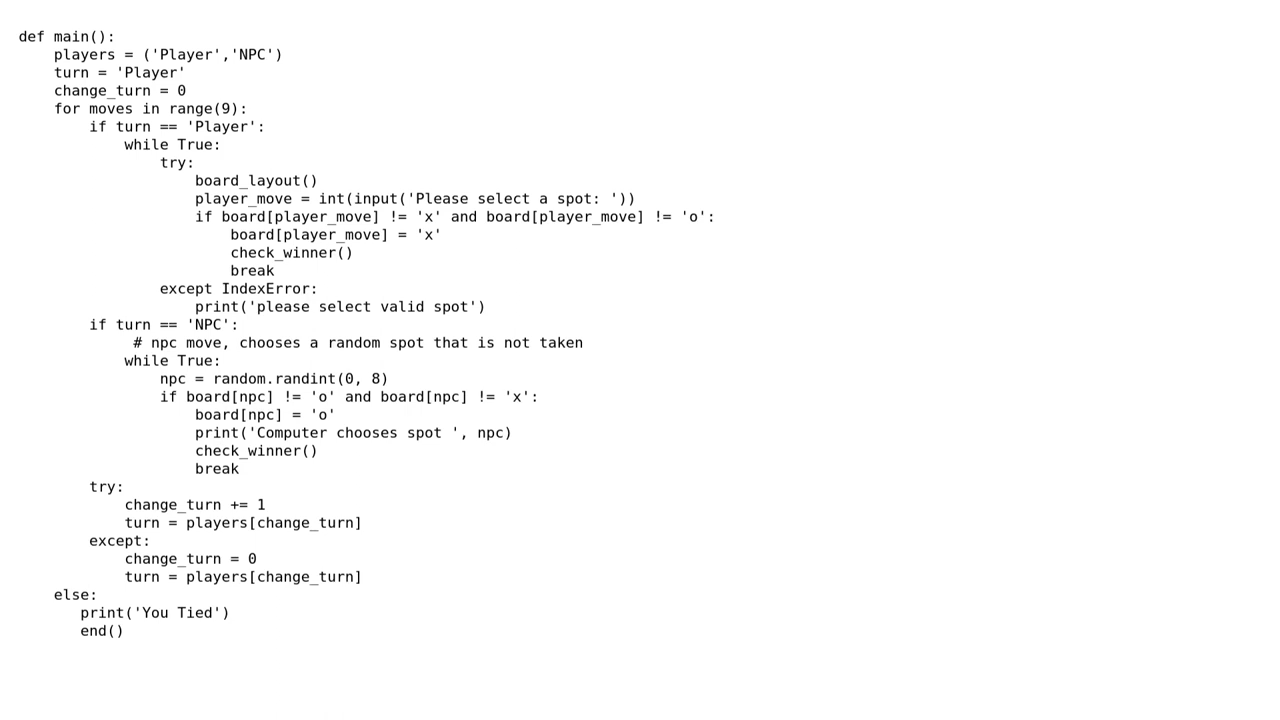 def main():
    players = ('Player','NPC')
    turn = 'Player'
    change_turn = 0
    for moves in range(9):
        if turn == 'Player':
            while True:
                try:
                    board_layout()
                    player_move = int(input('Please select a spot: '))
                    if board[player_move] != 'x' and board[player_move] != 'o':
                        board[player_move] = 'x'
                        check_winner()
                        break
                except IndexError:
                    print('please select valid spot')
        if turn == 'NPC':
             # npc move, chooses a random spot that is not taken
            while True:
                npc = random.randint(0, 8)
                if board[npc] != 'o' and board[npc] != 'x':
                    board[npc] = 'o'
                    print('Computer chooses spot ', npc)
                    check_winner()
                    break
        try:
            change_turn += 1
            turn = players[change_turn]
        except:
            change_turn = 0
            turn = players[change_turn]
    else:
       print('You Tied')
       end()